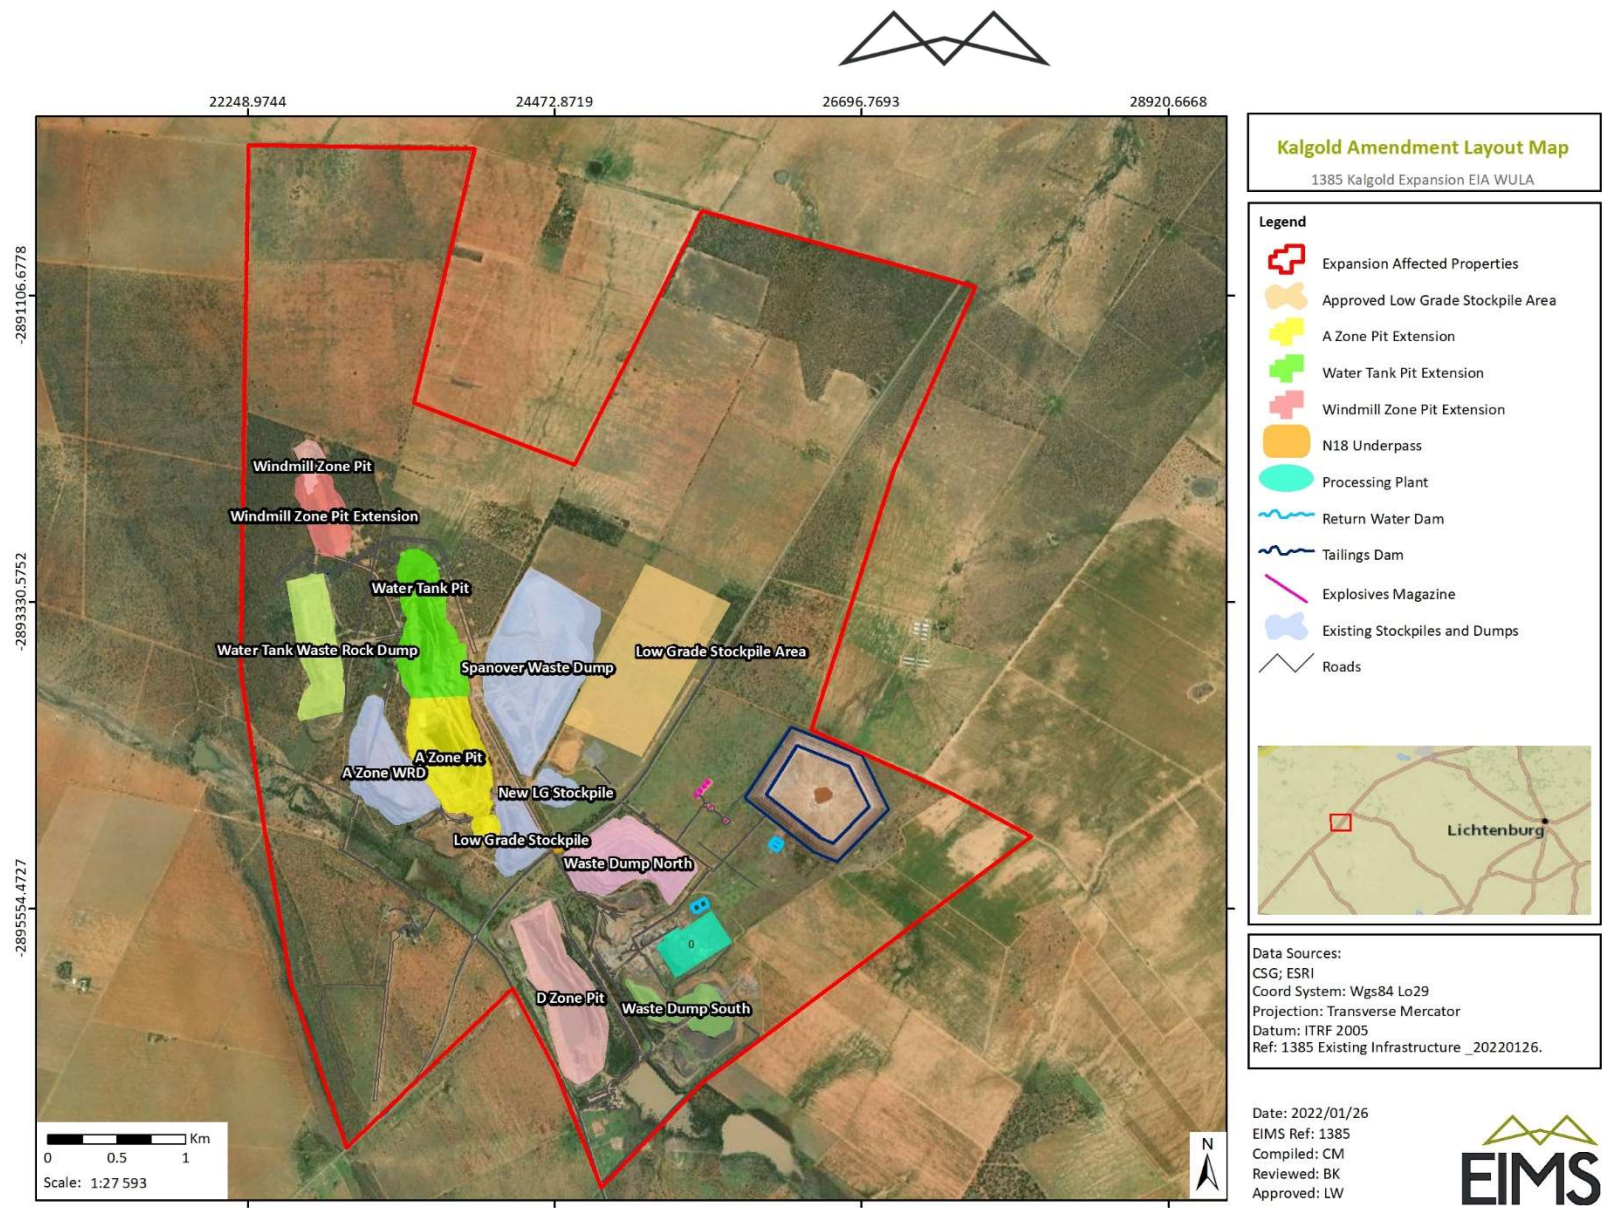 22248.9744 24472.8719 26696.7693 28920.6668
-2891106.6778
-2893330.5752
-2895554.4727
Windmill Zone Pit
Windmill Zone Pit Extension
Water Tank Pit
Water Tank Waste Rock Dump
Spanover Waste Dump
Low Grade Stockpile Area
A Zone Pit
A Zone WRD
New LG Stockpile
Low Grade Stockpile
Waste Dump North
0
D Zone Pit
Waste Dump South
Km
0 0.5 1
Scale: 1:27 593
N
Kalgold Amendment Layout Map
1385 Kalgold Expansion EIA WULA
Legend
Expansion Affected Properties
Approved Low Grade Stockpile Area
A Zone Pit Extension
Water Tank Pit Extension
Windmill Zone Pit Extension
N18 Underpass
Processing Plant
Return Water Dam
Tailings Dam
Explosives Magazine
Existing Stockpiles and Dumps
Roads
Lichtenburg
Data Sources:
CSG; ESRI
Coord System: Wgs84 Lo29
Projection: Transverse Mercator
Datum: ITRF 2005
Ref: 1385 Existing Infrastructure _20220126.
Date: 2022/01/26
EIMS Ref: 1385
Compiled: CM
Reviewed: BK
Approved: LW
EIMS